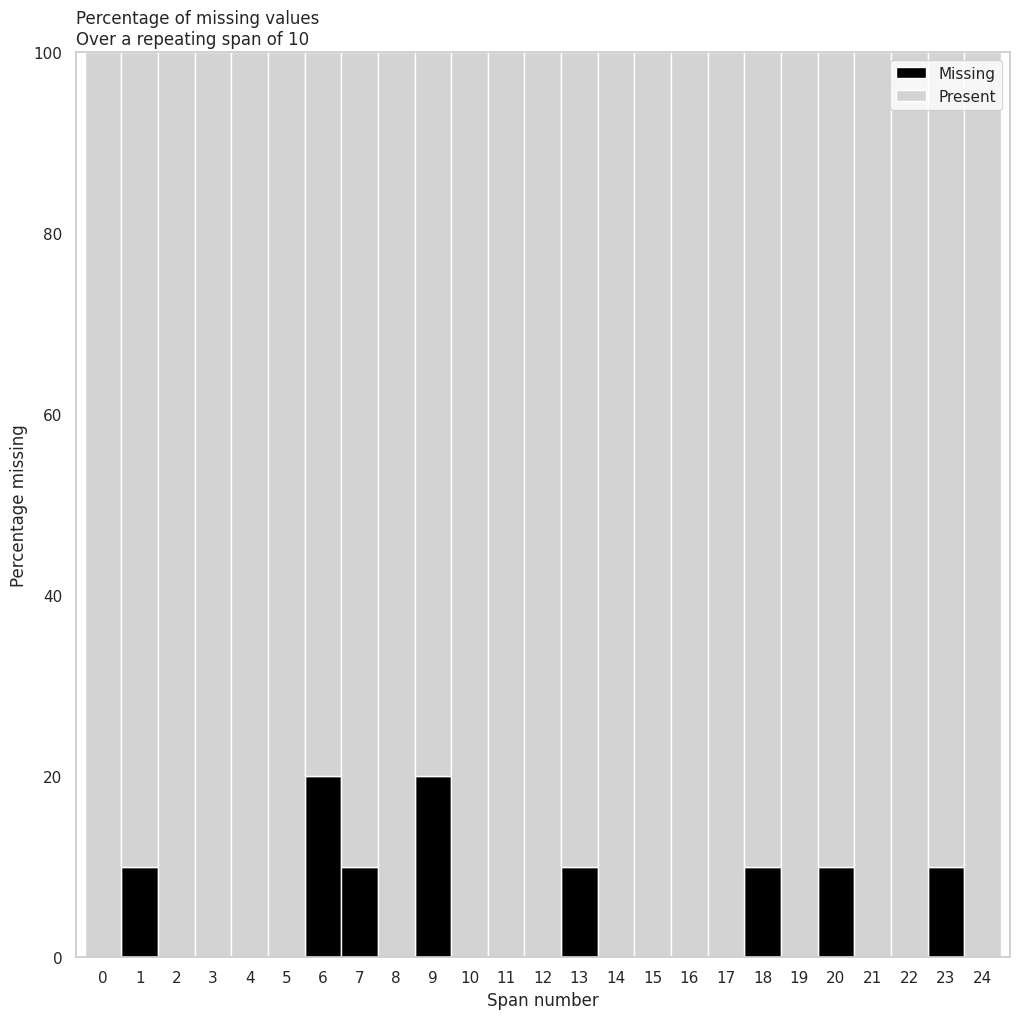 Percentage of missing values
Over a repeating span of 10
Missing
Present
100
80
60
40
20
0
Percentage missing
0 1 2 3 4 5 6 7 8 9 10 11 12 13 14 15 16 17 18 19 20 21 22 23 24
Span number